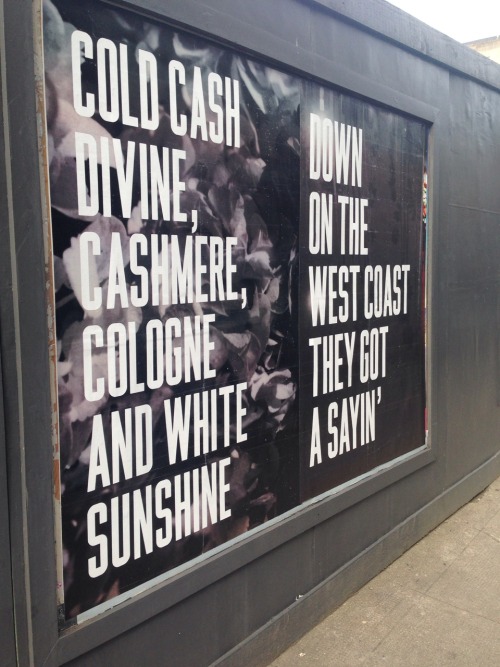 COLD CASH
DIVINE,
CASHMERE,
COLOGNE
AND WHITE
SUNSHINE
DOWN
ON THE
WEST COAST
THEY GOT
A SAYIN'